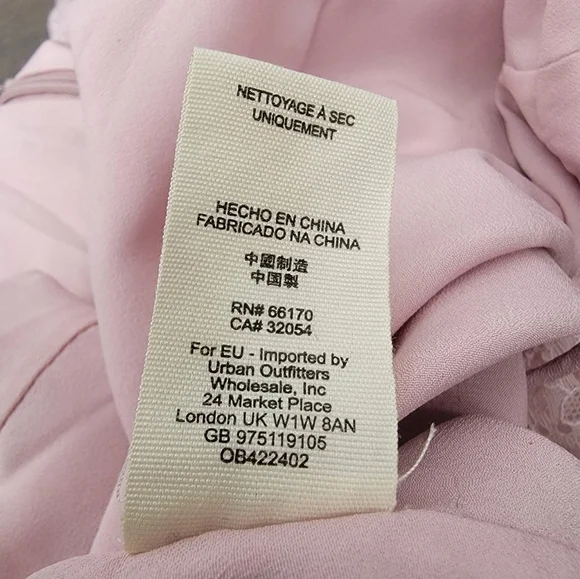 NETTOYAGE À SEC
UNIQUEMENT
HECHO EN CHINA
FABRICADO NA CHINA
中國制造
中国製
RN# 66170
CA# 32054
For EU - Imported by
Urban Outfitters
Wholesale, Inc
24 Market Place
London UK W1W 8AN
GB 975119105
OB422402